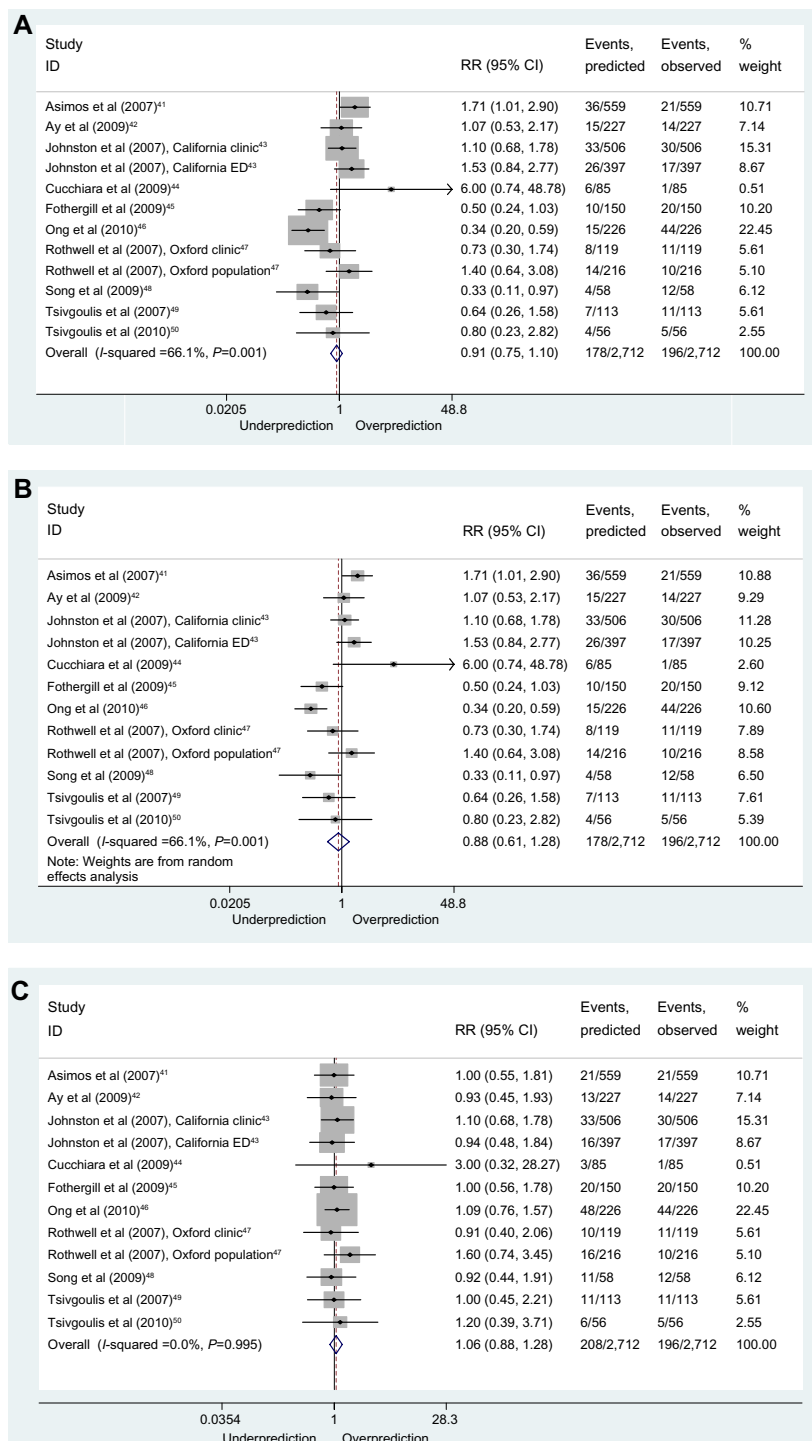 A
Study
ID
RR (95% CI)
Events, predicted
Events, observed
% weight
Asimos et al (2007)⁴¹ 1.71 (1.01, 2.90) 36/559 21/559 10.71
Ay et al (2009)⁴² 1.07 (0.53, 2.17) 15/227 14/227 7.14
Johnston et al (2007), California clinic⁴³ 1.10 (0.68, 1.78) 33/506 30/506 15.31
Johnston et al (2007), California ED⁴³ 1.53 (0.84, 2.77) 26/397 17/397 8.67
Cucchiara et al (2009)⁴⁴ 6.00 (0.74, 48.78) 6/85 1/85 0.51
Fothergill et al (2009)⁴⁵ 0.50 (0.24, 1.03) 10/150 20/150 10.20
Ong et al (2010)⁴⁶ 0.34 (0.20, 0.59) 15/226 44/226 22.45
Rothwell et al (2007), Oxford clinic⁴⁷ 0.73 (0.30, 1.74) 8/119 11/119 5.61
Rothwell et al (2007), Oxford population⁴⁷ 1.40 (0.64, 3.08) 14/216 10/216 5.10
Song et al (2009)⁴⁸ 0.33 (0.11, 0.97) 4/58 12/58 6.12
Tsivgoulis et al (2007)⁴⁹ 0.64 (0.26, 1.58) 7/113 11/113 5.61
Tsivgoulis et al (2010)⁵⁰ 0.80 (0.23, 2.82) 4/56 5/56 2.55
Overall (I-squared =66.1%, P=0.001) 0.91 (0.75, 1.10) 178/2,712 196/2,712 100.00
0.0205 1 48.8
Underprediction Overprediction
B
Study
ID
RR (95% CI)
Events, predicted
Events, observed
% weight
Asimos et al (2007)⁴¹ 1.71 (1.01, 2.90) 36/559 21/559 10.88
Ay et al (2009)⁴² 1.07 (0.53, 2.17) 15/227 14/227 9.29
Johnston et al (2007), California clinic⁴³ 1.10 (0.68, 1.78) 33/506 30/506 11.28
Johnston et al (2007), California ED⁴³ 1.53 (0.84, 2.77) 26/397 17/397 10.25
Cucchiara et al (2009)⁴⁴ 6.00 (0.74, 48.78) 6/85 1/85 2.60
Fothergill et al (2009)⁴⁵ 0.50 (0.24, 1.03) 10/150 20/150 9.12
Ong et al (2010)⁴⁶ 0.34 (0.20, 0.59) 15/226 44/226 10.60
Rothwell et al (2007), Oxford clinic⁴⁷ 0.73 (0.30, 1.74) 8/119 11/119 7.89
Rothwell et al (2007), Oxford population⁴⁷ 1.40 (0.64, 3.08) 14/216 10/216 8.58
Song et al (2009)⁴⁸ 0.33 (0.11, 0.97) 4/58 12/58 6.50
Tsivgoulis et al (2007)⁴⁹ 0.64 (0.26, 1.58) 7/113 11/113 7.61
Tsivgoulis et al (2010)⁵⁰ 0.80 (0.23, 2.82) 4/56 5/56 5.39
Overall (I-squared =66.1%, P=0.001) 0.88 (0.61, 1.28) 178/2,712 196/2,712 100.00
Note: Weights are from random
effects analysis
0.0205 1 48.8
Underprediction Overprediction
C
Study
ID
RR (95% CI)
Events, predicted
Events, observed
% weight
Asimos et al (2007)⁴¹ 1.00 (0.55, 1.81) 21/559 21/559 10.71
Ay et al (2009)⁴² 0.93 (0.45, 1.93) 13/227 14/227 7.14
Johnston et al (2007), California clinic⁴³ 1.10 (0.68, 1.78) 33/506 30/506 15.31
Johnston et al (2007), California ED⁴³ 0.94 (0.48, 1.84) 16/397 17/397 8.67
Cucchiara et al (2009)⁴⁴ 3.00 (0.32, 28.27) 3/85 1/85 0.51
Fothergill et al (2009)⁴⁵ 1.00 (0.56, 1.78) 20/150 20/150 10.20
Ong et al (2010)⁴⁶ 1.09 (0.76, 1.57) 48/226 44/226 22.45
Rothwell et al (2007), Oxford clinic⁴⁷ 0.91 (0.40, 2.06) 10/119 11/119 5.61
Rothwell et al (2007), Oxford population⁴⁷ 1.60 (0.74, 3.45) 16/216 10/216 5.10
Song et al (2009)⁴⁸ 0.92 (0.44, 1.91) 11/58 12/58 6.12
Tsivgoulis et al (2007)⁴⁹ 1.00 (0.45, 2.21) 11/113 11/113 5.61
Tsivgoulis et al (2010)⁵⁰ 1.20 (0.39, 3.71) 6/56 5/56 2.55
Overall (I-squared =0.0%, P=0.995) 1.06 (0.88, 1.28) 208/2,712 196/2,712 100.00
0.0354 1 28.3
Underprediction Overprediction